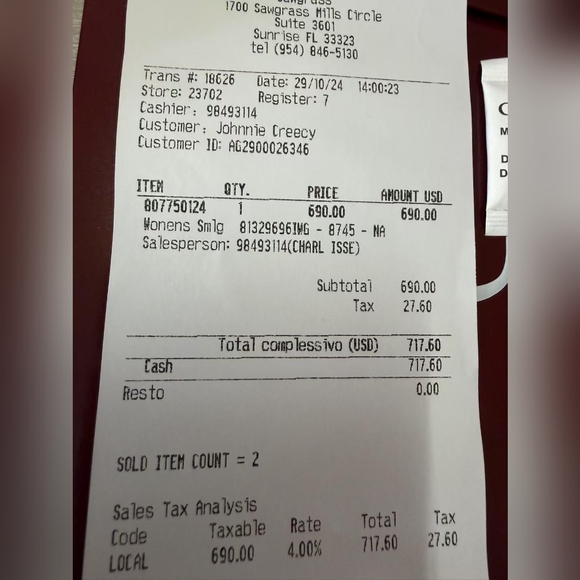 Sawgrass
1700 Sawgrass Mills Circle
Suite 3601
Sunrise FL 33323
tel (954) 846-5130
Trans #: 18626 Date: 29/10/24 14:00:23
Store: 23702 Register: 7
Cashier: 98493114
Customer: Johnnie Creecy
Customer ID: AG2900026346
ITEM QTY. PRICE AMOUNT USD
807750124 1 690.00 690.00
Wonens Smlg 81329696IWG - 8745 - NA
Salesperson: 98493114(CHARL ISSE)
Subtotal 690.00
Tax 27.60
Total complessivo (USD) 717.60
Cash 717.60
Resto 0.00
SOLD ITEM COUNT = 2
Sales Tax Analysis
Code Taxable Rate Total Tax
LOCAL 690.00 4.00% 717.60 27.60